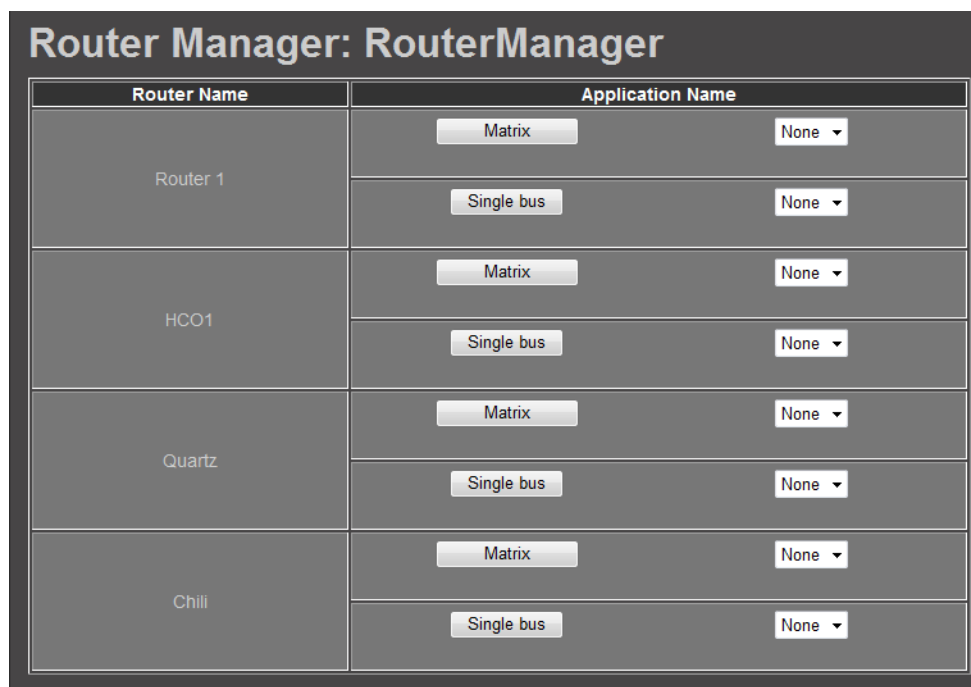 Router Manager: RouterManager
Router Name Application Name
Router 1
Matrix None
Single bus None
HCO1
Matrix None
Single bus None
Quartz
Matrix None
Single bus None
Chili
Matrix None
Single bus None